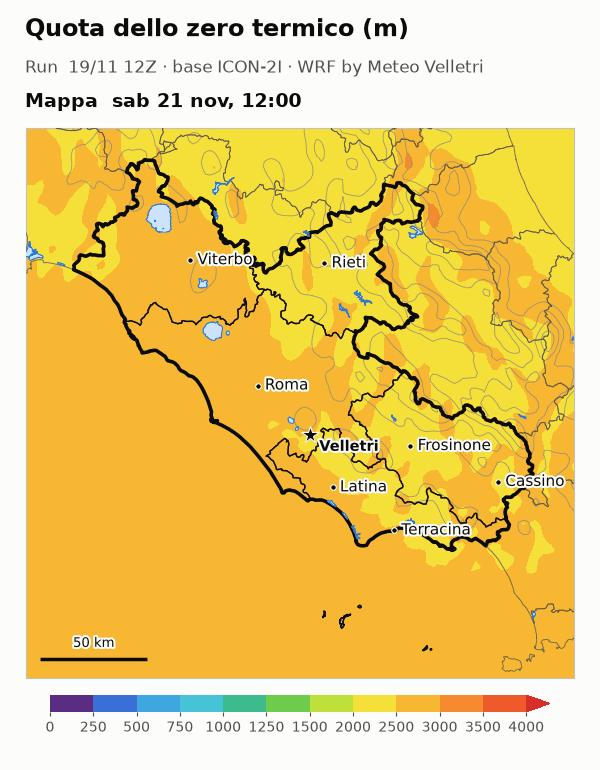 Quota dello zero termico (m)
Run 19/11 12Z · base ICON-2I · WRF by Meteo Velletri
Mappa sab 21 nov, 12:00
Viterbo
Rieti
Roma
Velletri
Frosinone
Cassino
Latina
Terracina
50 km
0 250 500 750 1000 1250 1500 2000 2500 3000 3500 4000